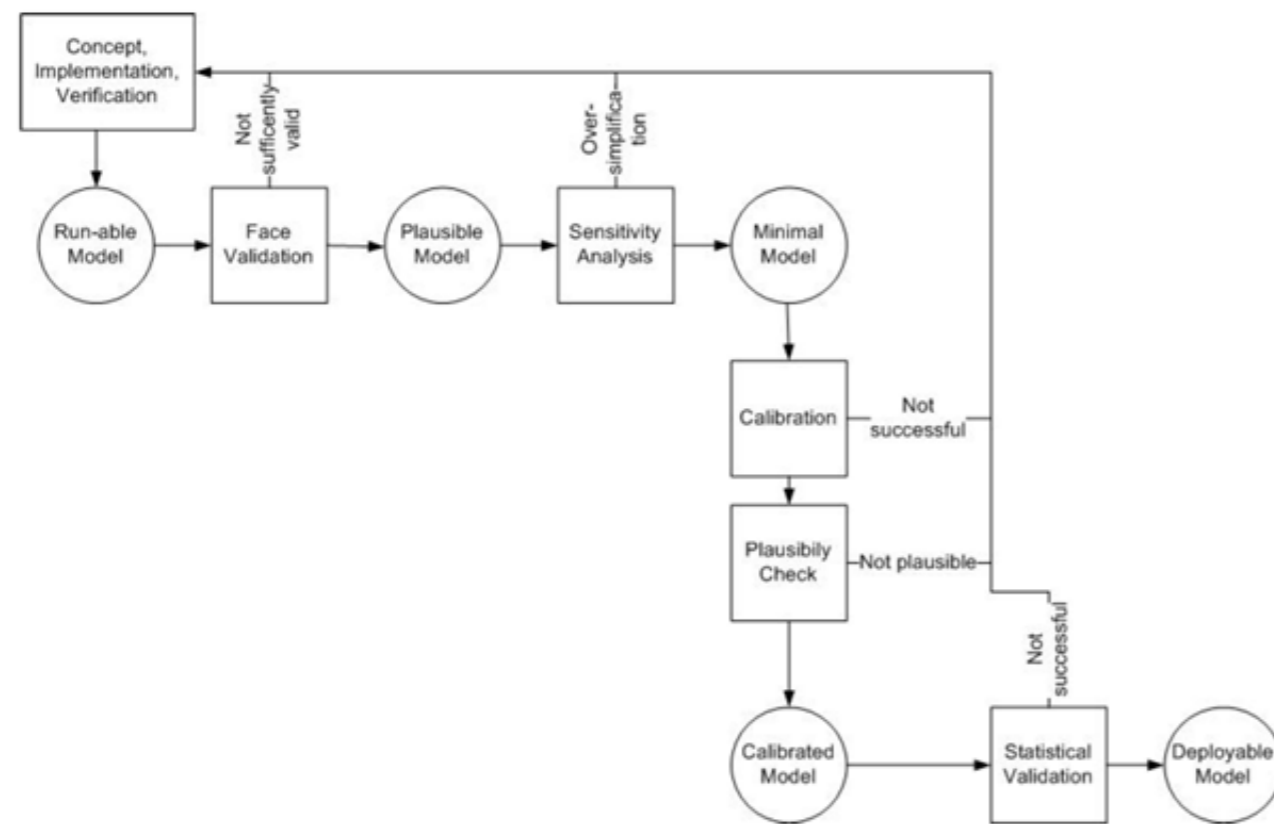 Concept,
Implementation,
Verification
Not
sufficently
valid
Over-
simplifica
tion
Run-able
Model
Face
Validation
Plausible
Model
Sensitivity
Analysis
Minimal
Model
Calibration
Not
successful
Plausibily
Check
Not plausible
Not
successful
Calibrated
Model
Statistical
Validation
Deployable
Model